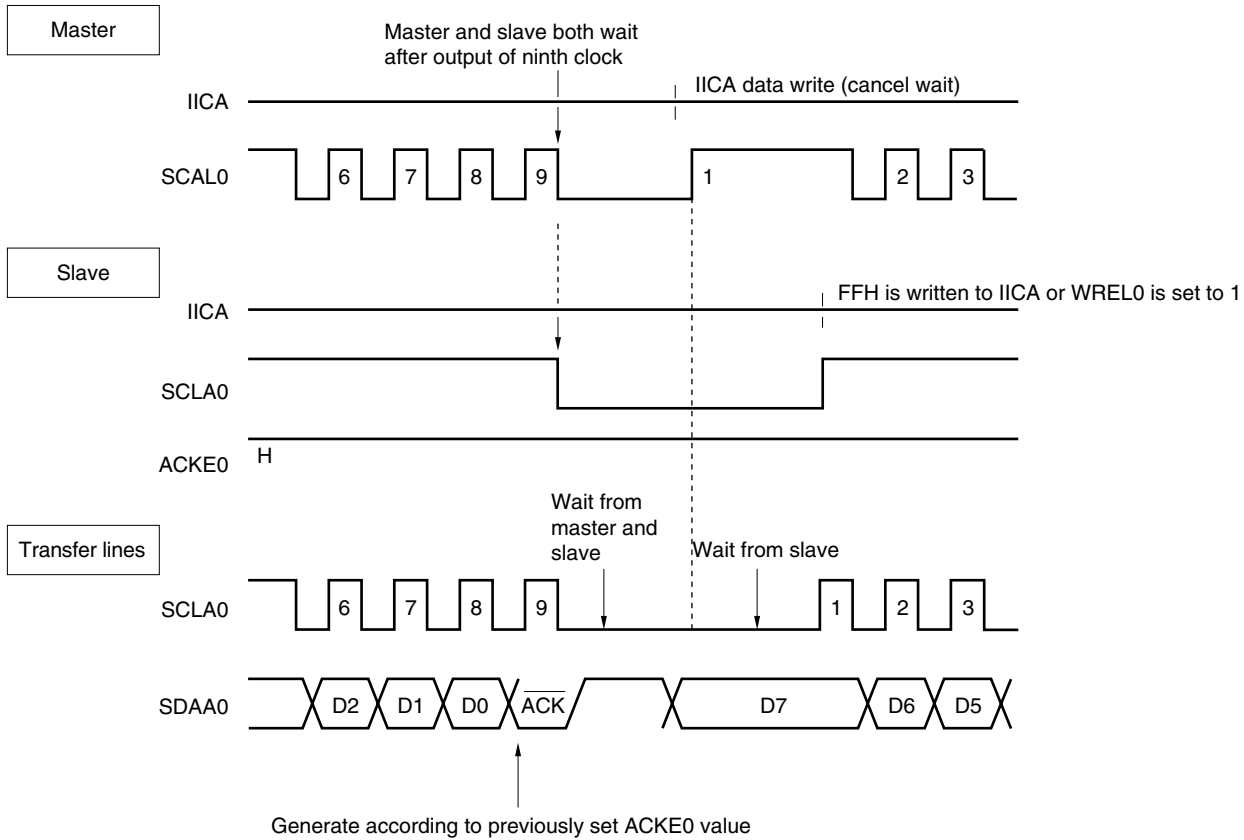 Master
Master and slave both wait
after output of ninth clock
IICA
IICA data write (cancel wait)
SCAL0
6 7 8 9 1 2 3
Slave
IICA
FFH is written to IICA or WREL0 is set to 1
SCLA0
ACKE0
H
Transfer lines
Wait from
master and
slave
Wait from slave
SCLA0
6 7 8 9 1 2 3
SDAA0
D2 D1 D0 ACK D7 D6 D5
Generate according to previously set ACKE0 value